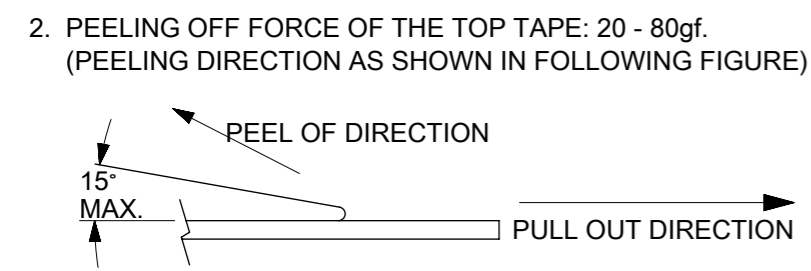 2. PEELING OFF FORCE OF THE TOP TAPE: 20 - 80gf.
(PEELING DIRECTION AS SHOWN IN FOLLOWING FIGURE)
PEEL OF DIRECTION
15°
MAX.
PULL OUT DIRECTION